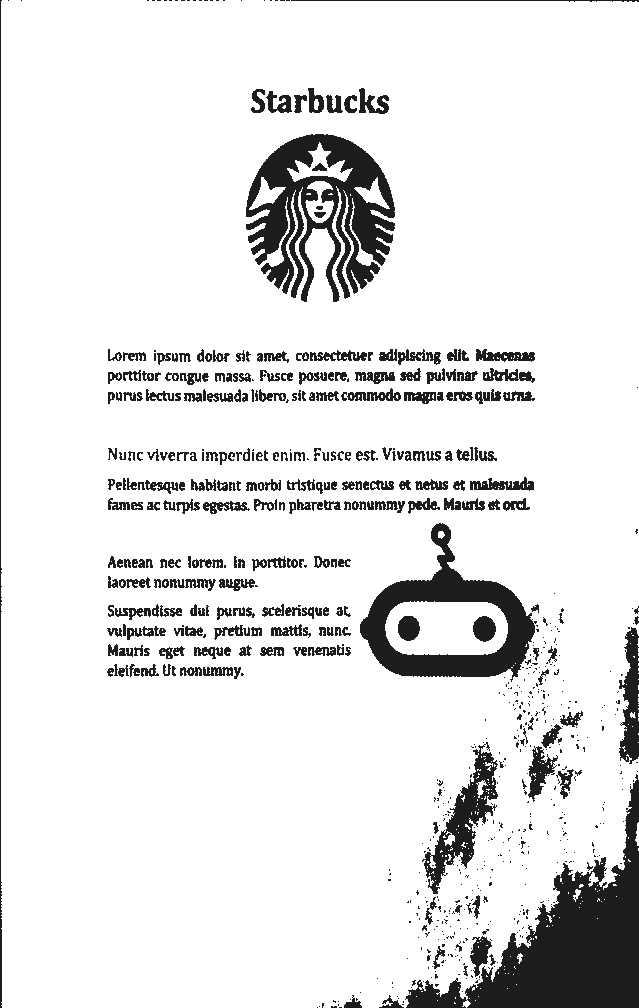 Starbucks
Lorem ipsum dolor sit amet, consectetuer adipiscing elit. Maecenas
porttitor congue massa. Fusce posuere, magna sed pulvinar ultricies,
purus lectus malesuada libero, sit amet commodo magna eros quis urna.
Nunc viverra imperdiet enim. Fusce est. Vivamus a tellus.
Pellentesque habitant morbi tristique senectus et netus et malesuada
fames ac turpis egestas. Proin pharetra nonummy pede. Mauris et orci.
Aenean nec lorem. In porttitor. Donec
laoreet nonummy augue.
Suspendisse dui purus, scelerisque at,
vulputate vitae, pretium mattis, nunc.
Mauris eget neque at sem venenatis
eleifend. Ut nonummy.